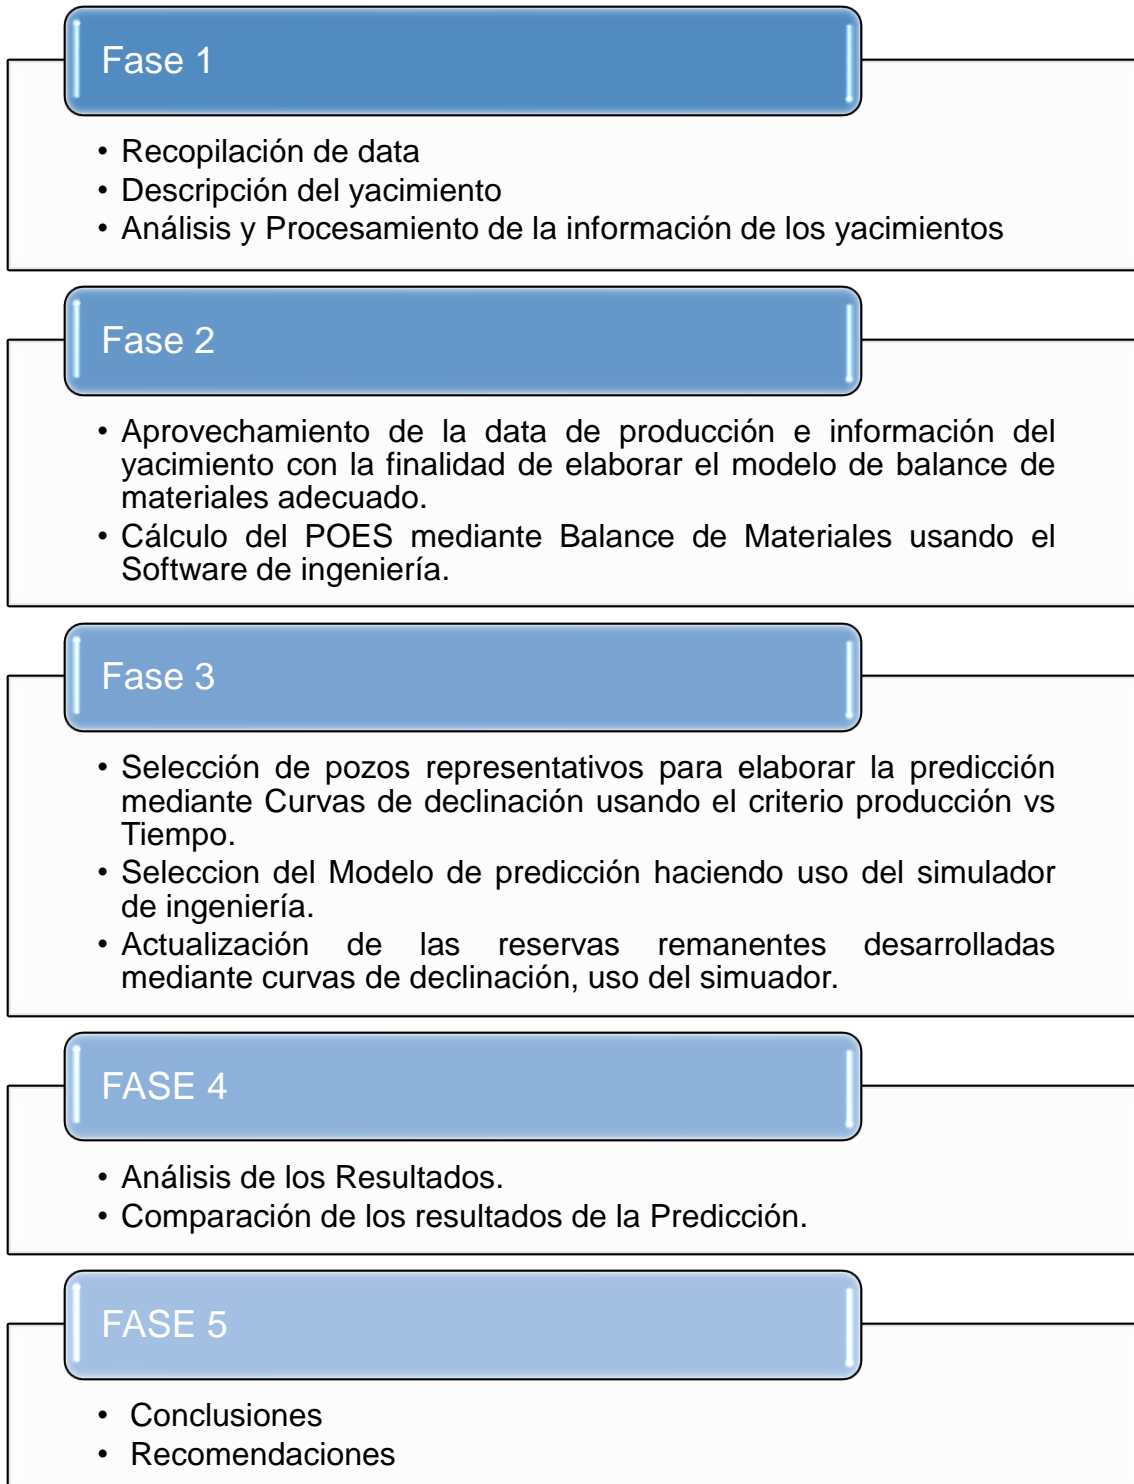 Fase 1
• Recopilación de data
• Descripción del yacimiento
• Análisis y Procesamiento de la información de los yacimientos
Fase 2
• Aprovechamiento de la data de producción e información del
yacimiento con la finalidad de elaborar el modelo de balance de
materiales adecuado.
• Cálculo del POES mediante Balance de Materiales usando el
Software de ingeniería.
Fase 3
• Selección de pozos representativos para elaborar la predicción
mediante Curvas de declinación usando el criterio producción vs
Tiempo.
• Seleccion del Modelo de predicción haciendo uso del simulador
de ingeniería.
• Actualización de las reservas remanentes desarrolladas
mediante curvas de declinación, uso del simuador.
FASE 4
• Análisis de los Resultados.
• Comparación de los resultados de la Predicción.
FASE 5
• Conclusiones
• Recomendaciones